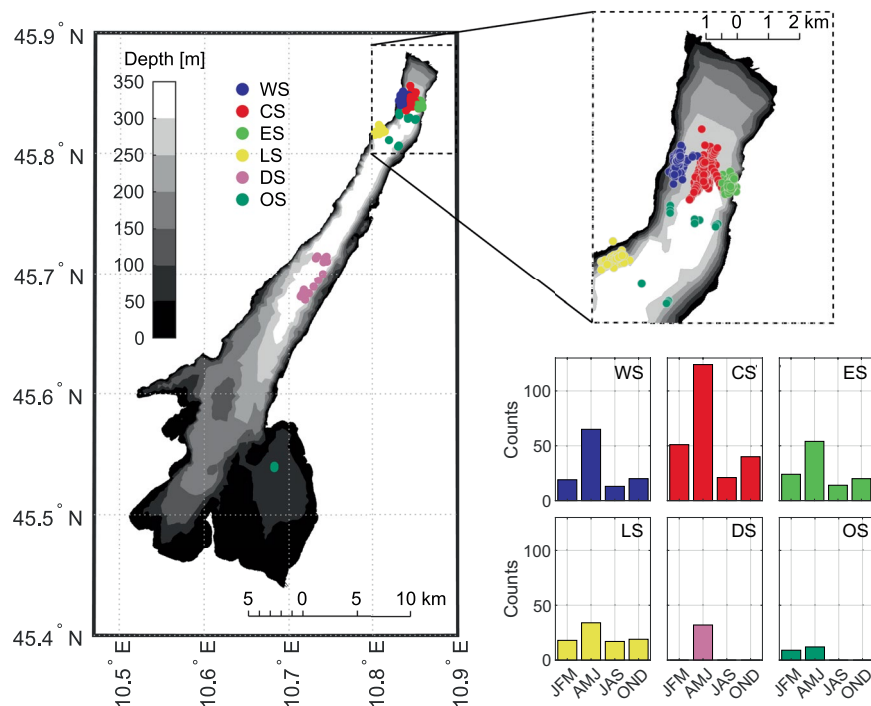 45.9° N
45.8° N
45.7° N
45.6° N
45.5° N
45.4° N
10.5° E
10.6° E
10.7° E
10.8° E
10.9° E
Depth [m]
350
300
250
200
150
100
50
0
WS
CS
ES
LS
DS
OS
5 0 5 10 km
1 0 1 2 km
Counts
100
50
0
WS
CS
ES
Counts
100
50
0
LS
DS
OS
JFM
AMJ
JAS
OND
JFM
AMJ
JAS
OND
JFM
AMJ
JAS
OND